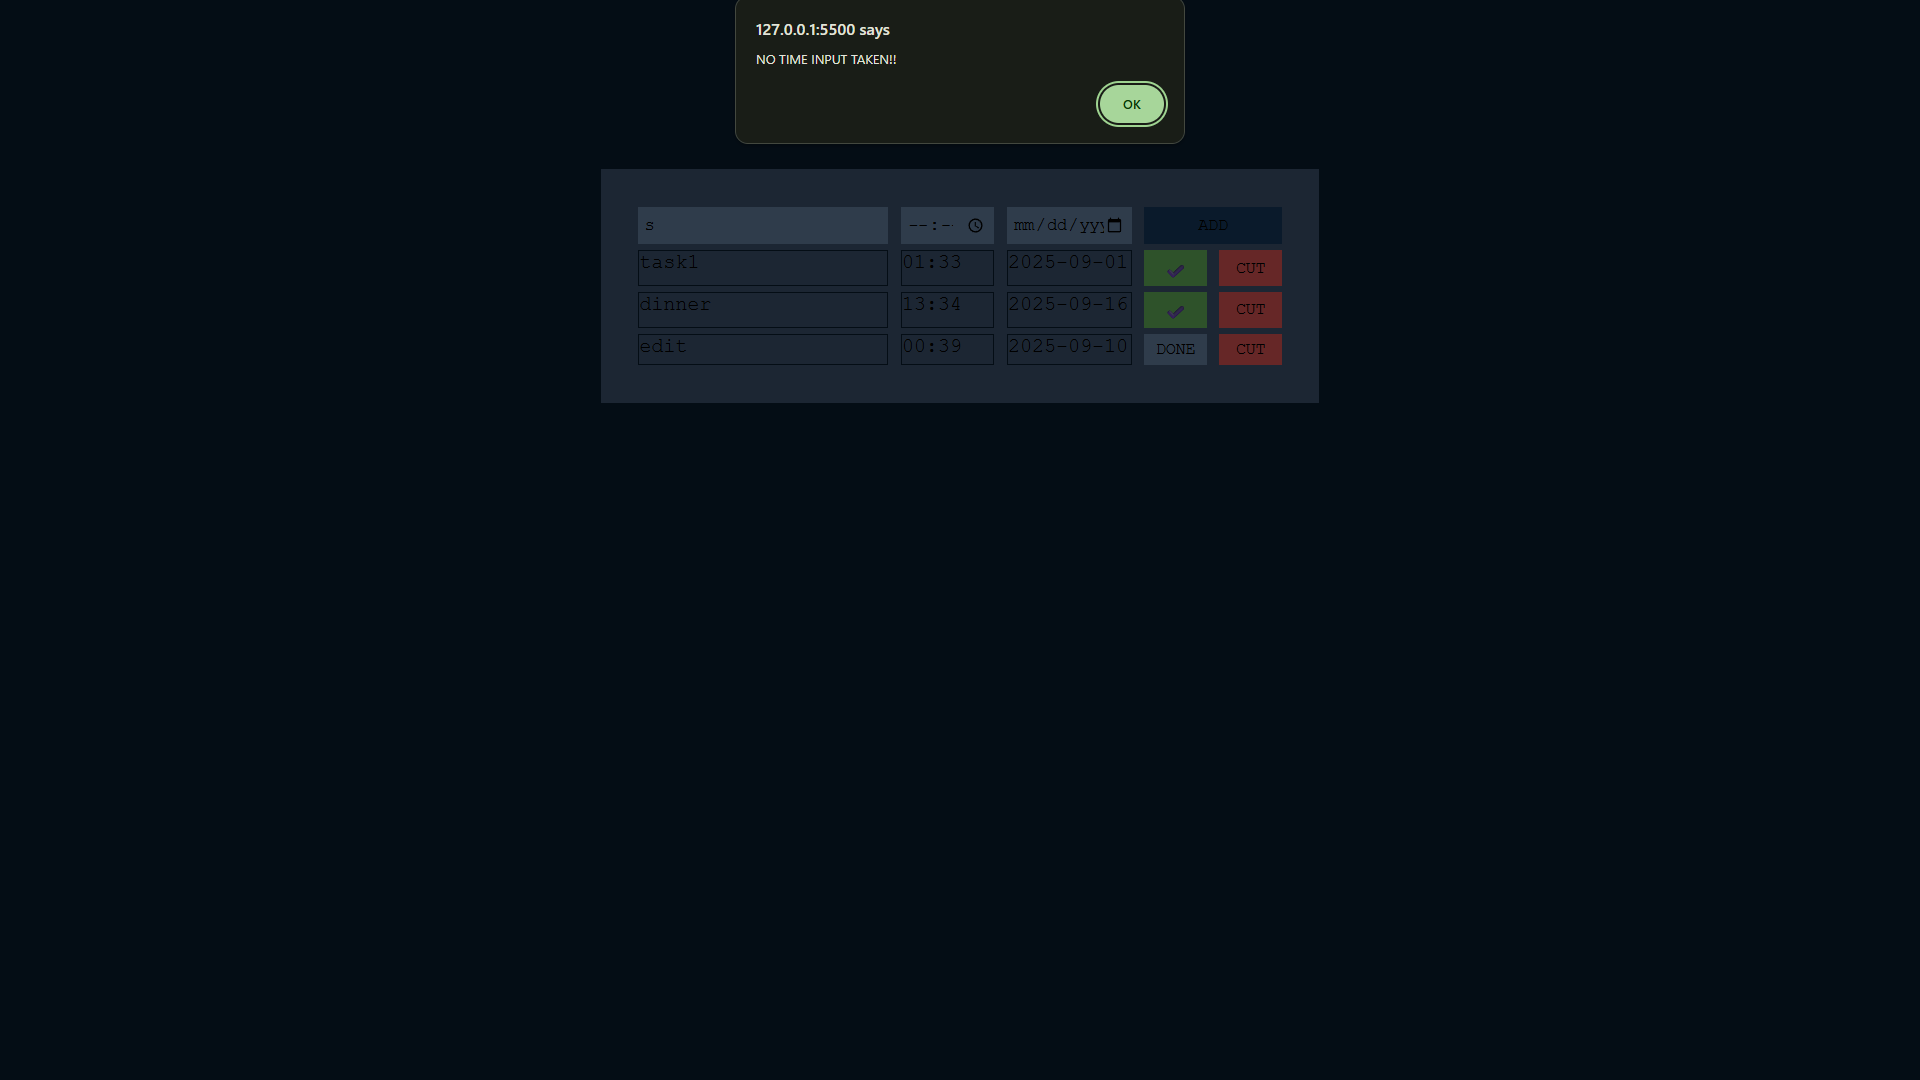 127.0.0.1:5500 says
NO TIME INPUT TAKEN!!
OK
s --:-- mm/dd/yyy ADD
task1 01:33 2025-09-01 ✔ CUT
dinner 13:34 2025-09-16 ✔ CUT
edit 00:39 2025-09-10 DONE CUT